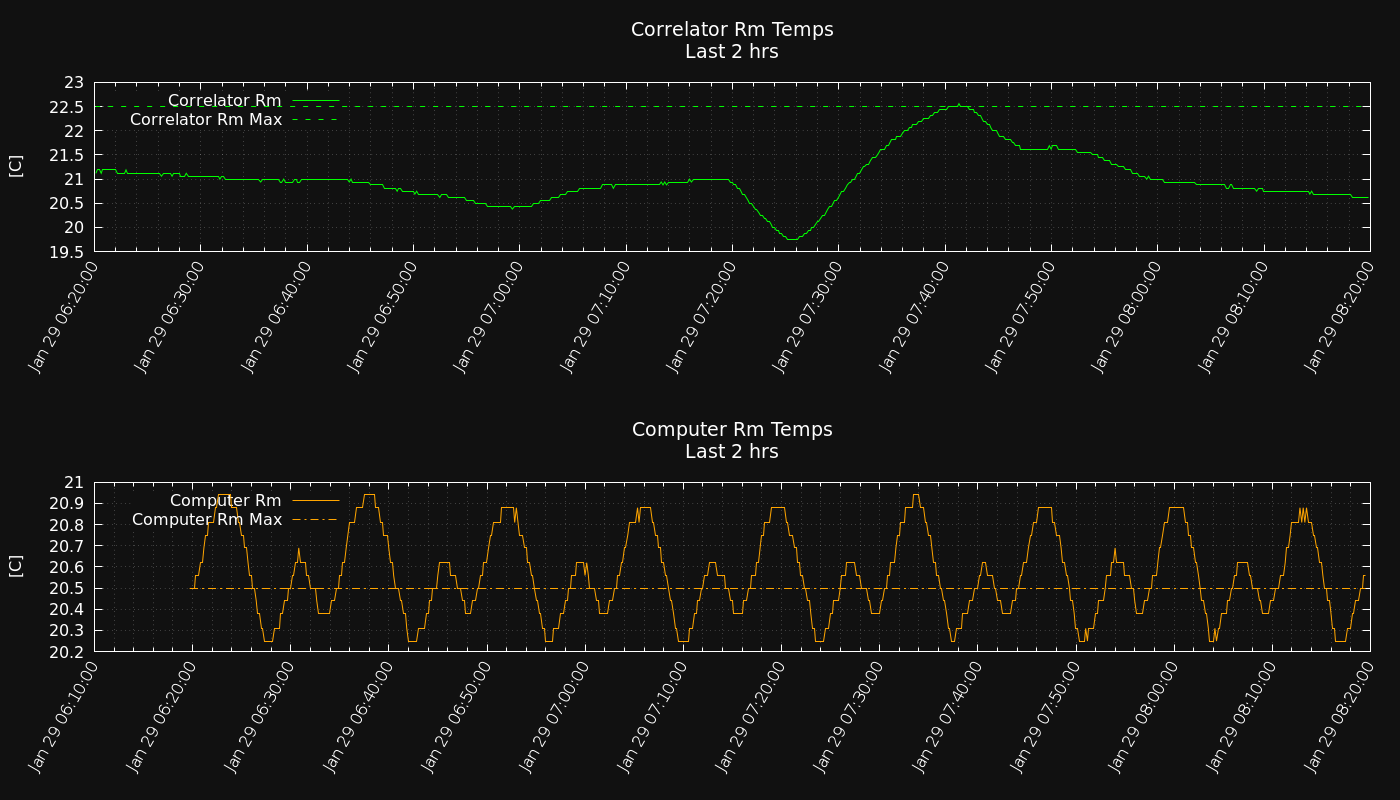 Correlator Rm Temps
Last 2 hrs
[C]
23
22.5
22
21.5
21
20.5
20
19.5
Correlator Rm
Correlator Rm Max
Jan 29 06:20:00
Jan 29 06:30:00
Jan 29 06:40:00
Jan 29 06:50:00
Jan 29 07:00:00
Jan 29 07:10:00
Jan 29 07:20:00
Jan 29 07:30:00
Jan 29 07:40:00
Jan 29 07:50:00
Jan 29 08:00:00
Jan 29 08:10:00
Jan 29 08:20:00
Computer Rm Temps
Last 2 hrs
[C]
21
20.9
20.8
20.7
20.6
20.5
20.4
20.3
20.2
Computer Rm
Computer Rm Max
Jan 29 06:10:00
Jan 29 06:20:00
Jan 29 06:30:00
Jan 29 06:40:00
Jan 29 06:50:00
Jan 29 07:00:00
Jan 29 07:10:00
Jan 29 07:20:00
Jan 29 07:30:00
Jan 29 07:40:00
Jan 29 07:50:00
Jan 29 08:00:00
Jan 29 08:10:00
Jan 29 08:20:00